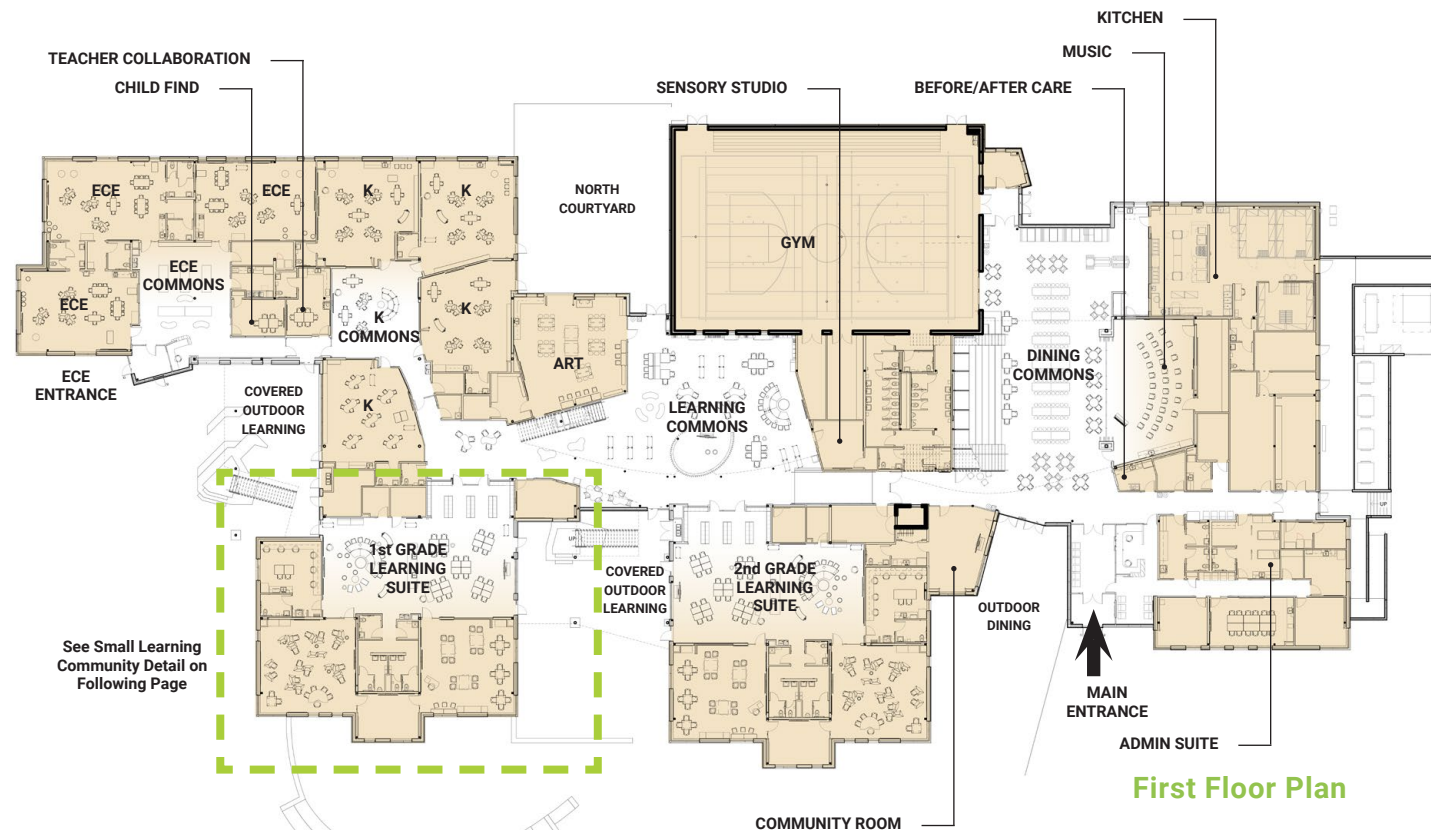 KITCHEN
MUSIC
TEACHER COLLABORATION
CHILD FIND
SENSORY STUDIO
BEFORE/AFTER CARE
ECE
ECE
K
K
NORTH
COURTYARD
GYM
ECE
COMMONS
ECE
K
K
COMMONS
ART
DINING
COMMONS
ECE
ENTRANCE
COVERED
OUTDOOR
LEARNING
K
LEARNING
COMMONS
1st GRADE
LEARNING
SUITE
UP
COVERED
OUTDOOR
LEARNING
2nd GRADE
LEARNING
SUITE
UP
OUTDOOR
DINING
See Small Learning
Community Detail on
Following Page
MAIN
ENTRANCE
ADMIN SUITE
First Floor Plan
COMMUNITY ROOM